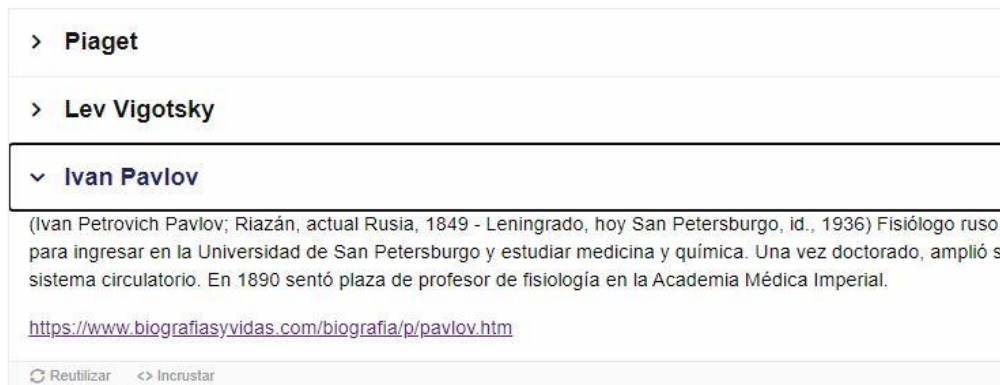 Piaget
Lev Vigotsky
Ivan Pavlov
(Ivan Petrovich Pavlov; Riazán, actual Rusia, 1849 - Leningrado, hoy San Petersburgo, id., 1936) Fisiólogo ruso
para ingresar en la Universidad de San Petersburgo y estudiar medicina y química. Una vez doctorado, amplió
sistema circulatorio. En 1890 sentó plaza de profesor de fisiología en la Academia Médica Imperial.
https://www.biografiasyvidas.com/biografia/p/pavlov.htm
Reutilizar <> Incrustar